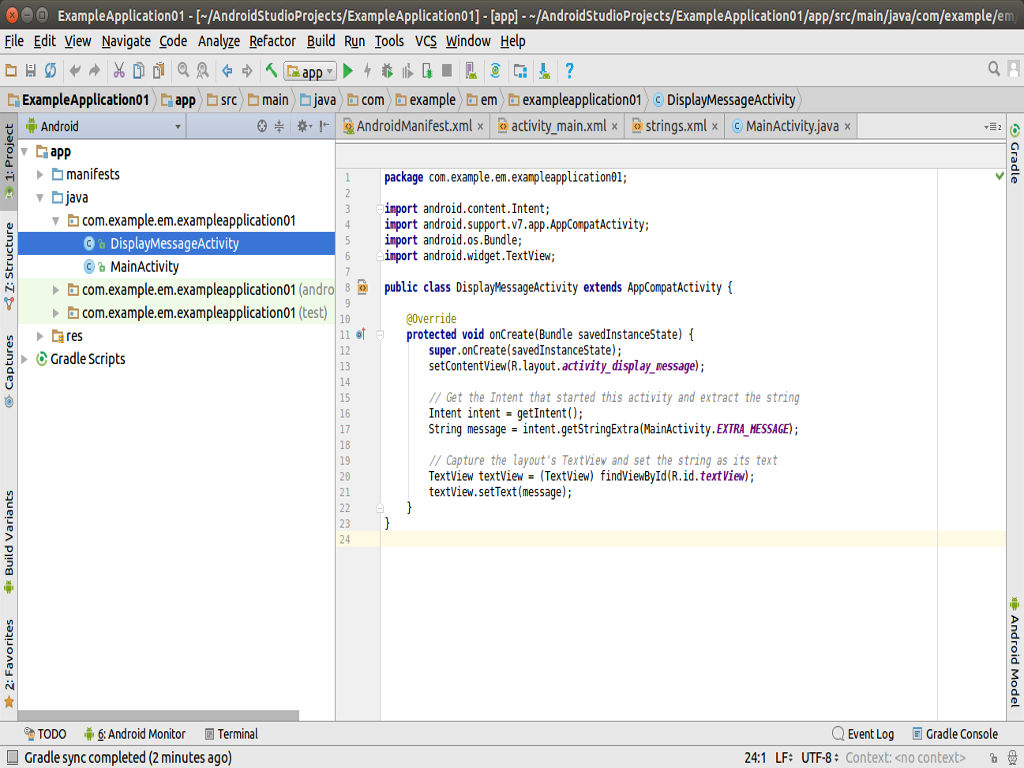 ExampleApplication01 - [~/AndroidStudioProjects/ExampleApplication01] - [app] - ~/AndroidStudioProjects/ExampleApplication01/app/src/main/java/com/example/em/
File Edit View Navigate Code Analyze Refactor Build Run Tools VCS Window Help
app
ExampleApplication01 app src main java com example em exampleapplication01 DisplayMessageActivity
1: Project
Z: Structure
Captures
Build Variants
2: Favorites
Android
app
manifests
java
com.example.em.exampleapplication01
DisplayMessageActivity
MainActivity
com.example.em.exampleapplication01 (andro
com.example.em.exampleapplication01 (test)
res
Gradle Scripts
AndroidManifest.xml × activity_main.xml × strings.xml × MainActivity.java × 2
1 package com.example.em.exampleapplication01;
2
3 import android.content.Intent;
4 import android.support.v7.app.AppCompatActivity;
5 import android.os.Bundle;
6 import android.widget.TextView;
7
8 public class DisplayMessageActivity extends AppCompatActivity {
9
10 @Override
11 protected void onCreate(Bundle savedInstanceState) {
12 super.onCreate(savedInstanceState);
13 setContentView(R.layout.activity_display_message);
14
15 // Get the Intent that started this activity and extract the string
16 Intent intent = getIntent();
17 String message = intent.getStringExtra(MainActivity.EXTRA_MESSAGE);
18
19 // Capture the layout's TextView and set the string as its text
20 TextView textView = (TextView) findViewById(R.id.textView);
21 textView.setText(message);
22 }
23 }
24
Gradle
Android Model
TODO 6: Android Monitor Terminal Event Log Gradle Console
Gradle sync completed (2 minutes ago) 24:1 LF UTF-8 Context: <no context>